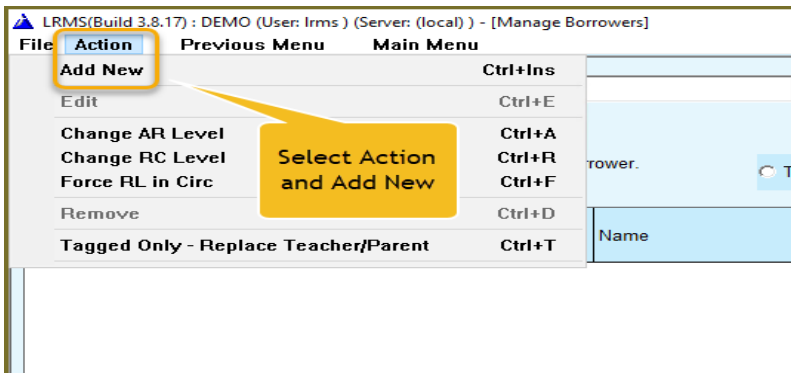 LRMS(Build 3.8.17) : DEMO (User: lrms ) (Server: (local) ) - [Manage Borrowers]
File Action Previous Menu Main Menu
Add New Ctrl+Ins
Edit Ctrl+E
Change AR Level Ctrl+A
Change RC Level Ctrl+R
Force RL in Circ Ctrl+F
Remove Ctrl+D
Tagged Only - Replace Teacher/Parent Ctrl+T
Select Action
and Add New
rower.
T
Name